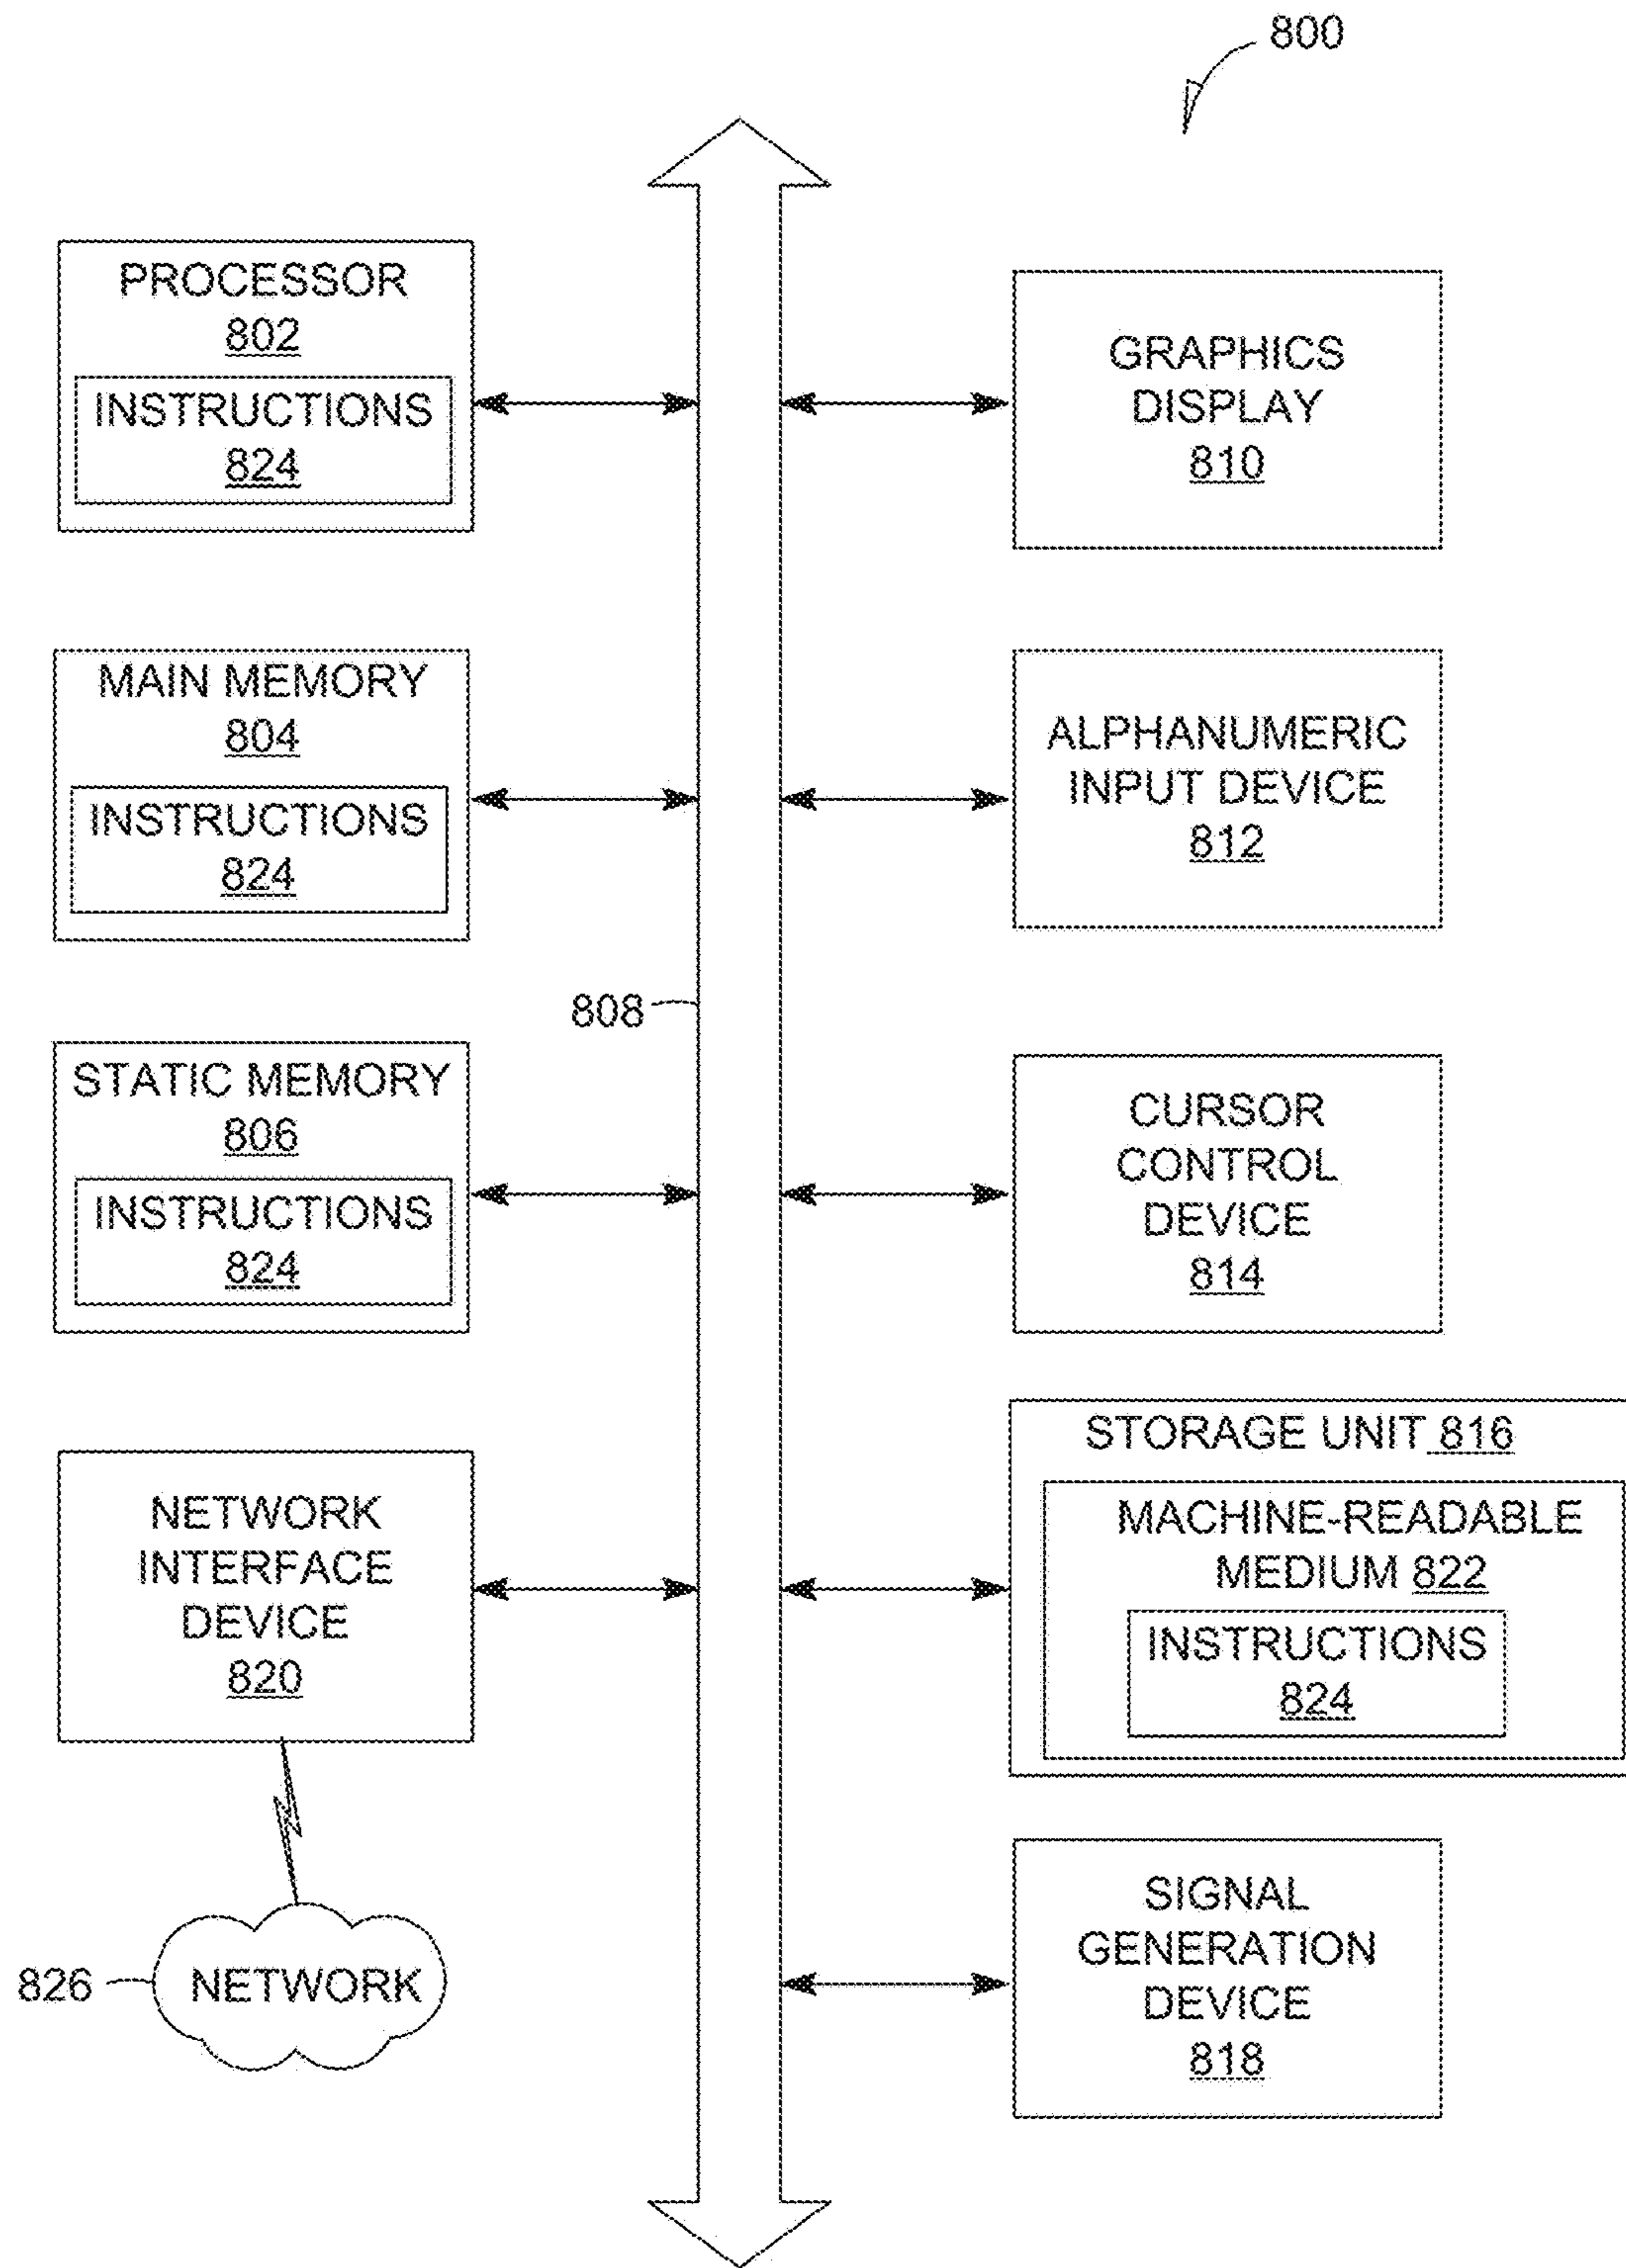 800
PROCESSOR
802
INSTRUCTIONS
824
MAIN MEMORY
804
INSTRUCTIONS
824
808
STATIC MEMORY
806
INSTRUCTIONS
824
NETWORK
INTERFACE
DEVICE
820
826
NETWORK
GRAPHICS
DISPLAY
810
ALPHANUMERIC
INPUT DEVICE
812
CURSOR
CONTROL
DEVICE
814
STORAGE UNIT 816
MACHINE-READABLE
MEDIUM 822
INSTRUCTIONS
824
SIGNAL
GENERATION
DEVICE
818